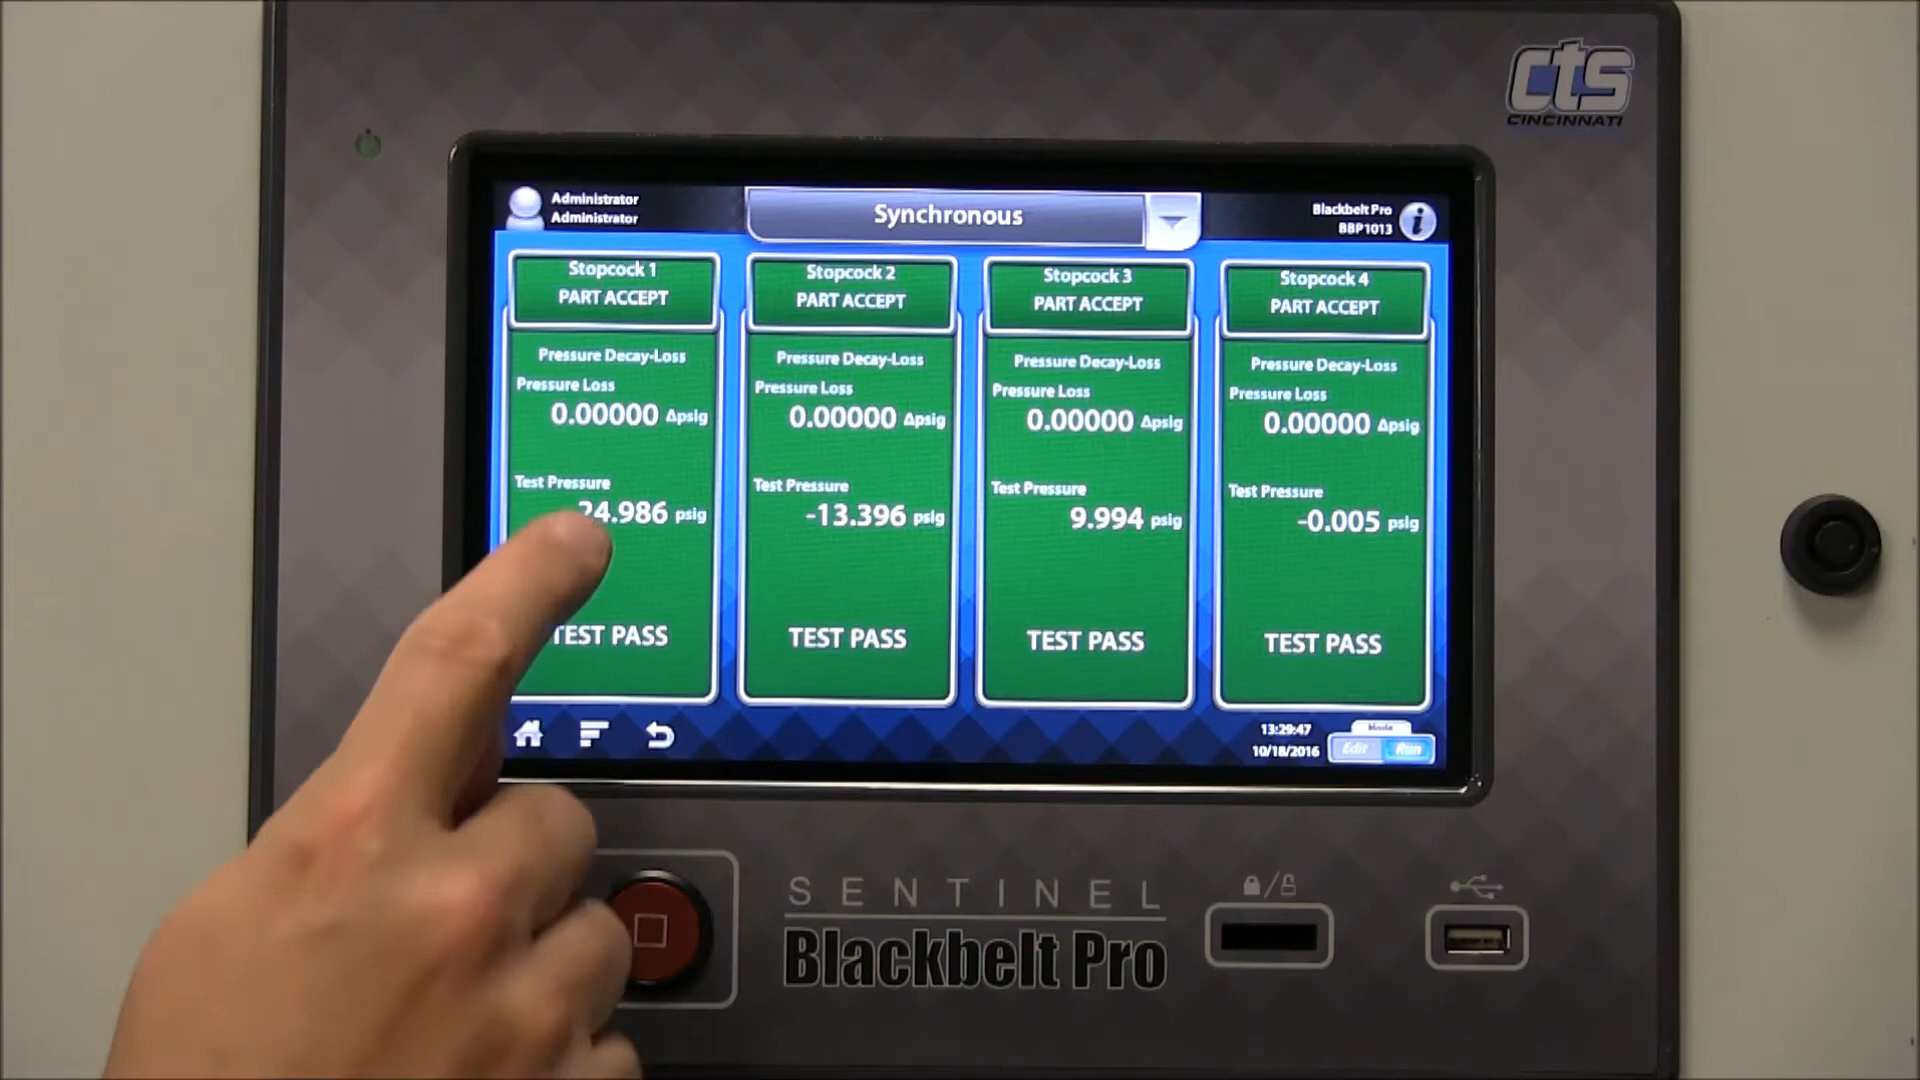 cts
CINCINNATI
Administrator
Administrator
Synchronous
Blackbelt Pro
BBP1013
Stopcock 1
PART ACCEPT
Pressure Decay-Loss
Pressure Loss
0.00000 Δpsig
Test Pressure
24.986 psig
TEST PASS
Stopcock 2
PART ACCEPT
Pressure Decay-Loss
Pressure Loss
0.00000 Δpsig
Test Pressure
-13.396 psig
TEST PASS
Stopcock 3
PART ACCEPT
Pressure Decay-Loss
Pressure Loss
0.00000 Δpsig
Test Pressure
9.994 psig
TEST PASS
Stopcock 4
PART ACCEPT
Pressure Decay-Loss
Pressure Loss
0.00000 Δpsig
Test Pressure
-0.005 psig
TEST PASS
13:29:47
10/18/2016
Mode
Edit Run
SENTINEL
Blackbelt Pro